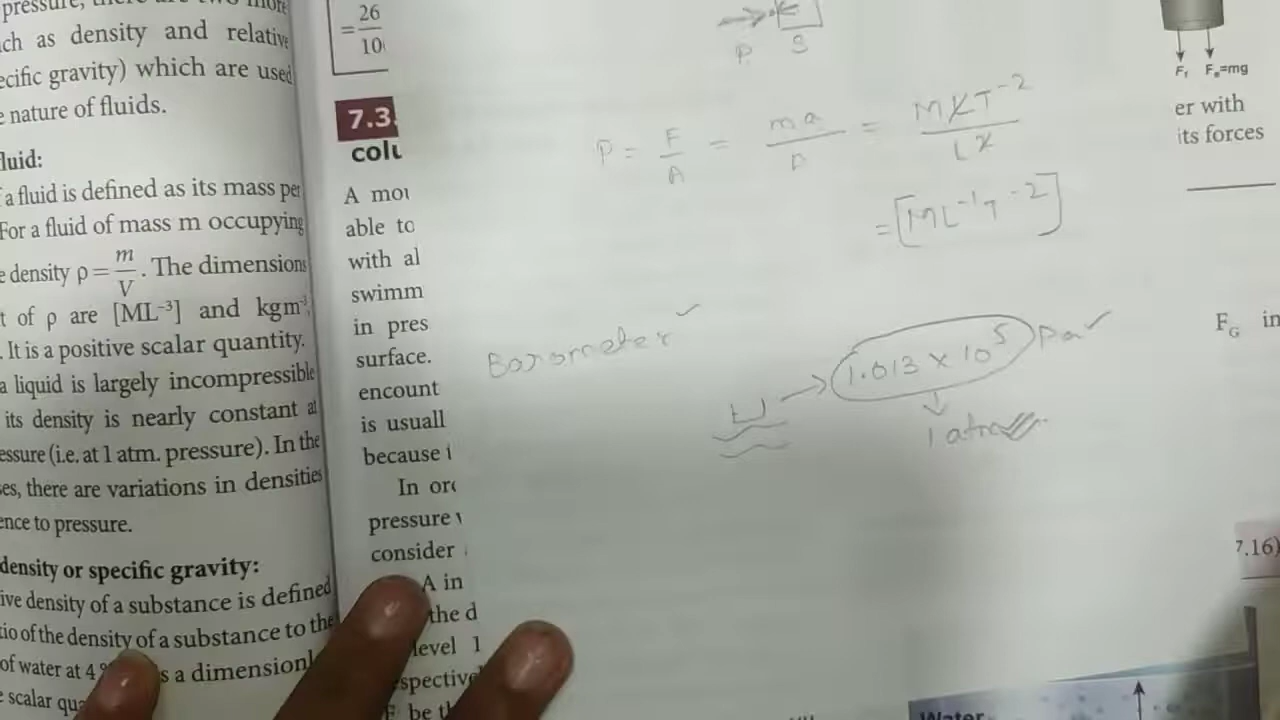 pressure, there are two more
ch as density and relative
ecific gravity) which are used
e nature of fluids.
luid:
a fluid is defined as its mass per
For a fluid of mass m occupying
e density ρ = m/V. The dimensions
t of ρ are [ML⁻³] and kgm⁻³
. It is a positive scalar quantity.
a liquid is largely incompressible
its density is nearly constant at
essure (i.e. at 1 atm. pressure). In the
es, there are variations in densities
ence to pressure.
density or specific gravity:
ive density of a substance is defined
tio of the density of a substance to the
of water at 4 s a dimension
e scalar qua
= 26
10
7.3
colu
A mo
able to
with al
swimm
in pres
surface.
encount
is usuall
because i
In or
pressure
consider
A in
the d
level 1
spective
be t
P S
P = F/A = ma/A = MLT⁻²/L²
= [ML⁻¹T⁻²]
Barometer ✓
1.013 × 10⁵ pa ✓
1 atm
F₁ Fₑ=mg
er with
its forces
F_G in
7.16)
Water